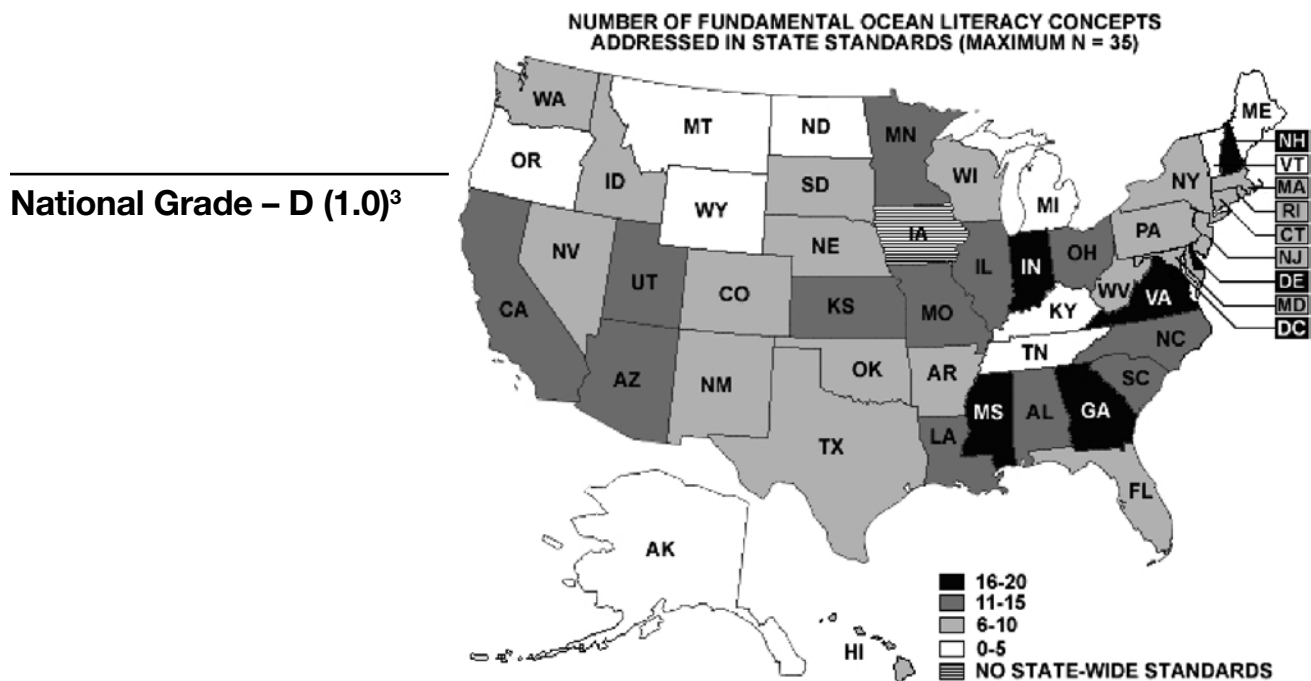 NUMBER OF FUNDAMENTAL OCEAN LITERACY CONCEPTS
ADDRESSED IN STATE STANDARDS (MAXIMUM N = 35)
National Grade – D (1.0)³
WA
MT
ND
MN
ME
OR
ID
SD
WI
NY
NH
VT
MA
RI
CT
NJ
DE
MD
DC
WY
MI
IA
NE
PA
NV
UT
CO
IL
IN
OH
WV
VA
CA
KS
MO
KY
NC
TN
AZ
NM
OK
AR
SC
MS
AL
GA
TX
LA
FL
AK
HI
16-20
11-15
6-10
0-5
NO STATE-WIDE STANDARDS